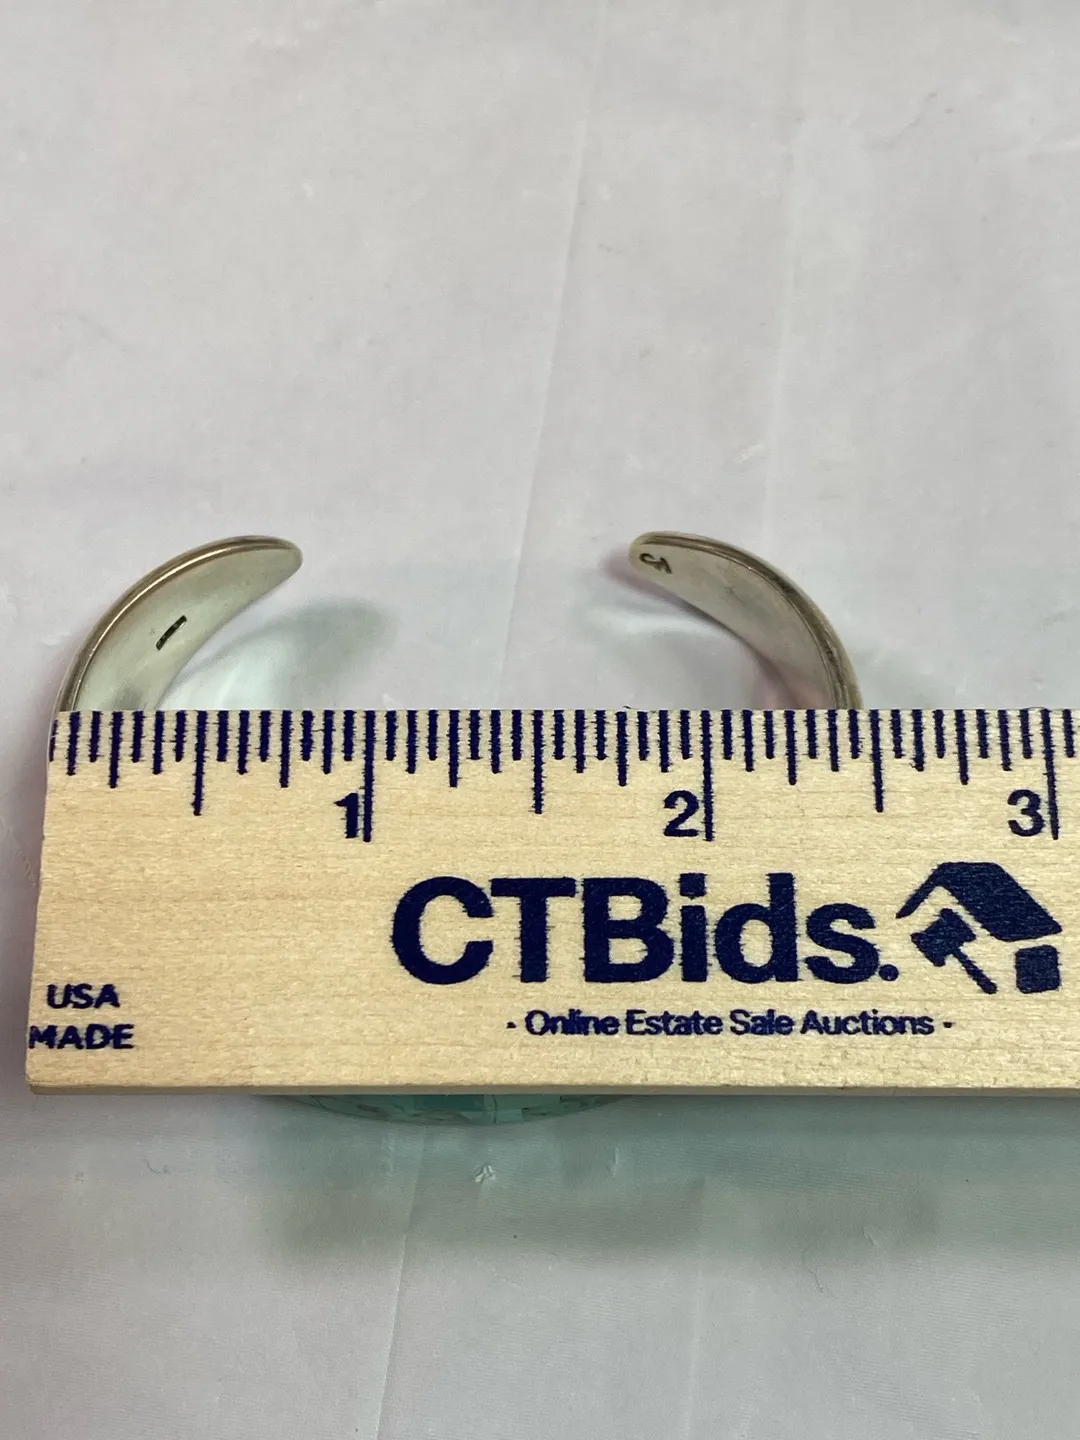 1 2 3
CTBids.
USA
MADE
- Online Estate Sale Auctions -